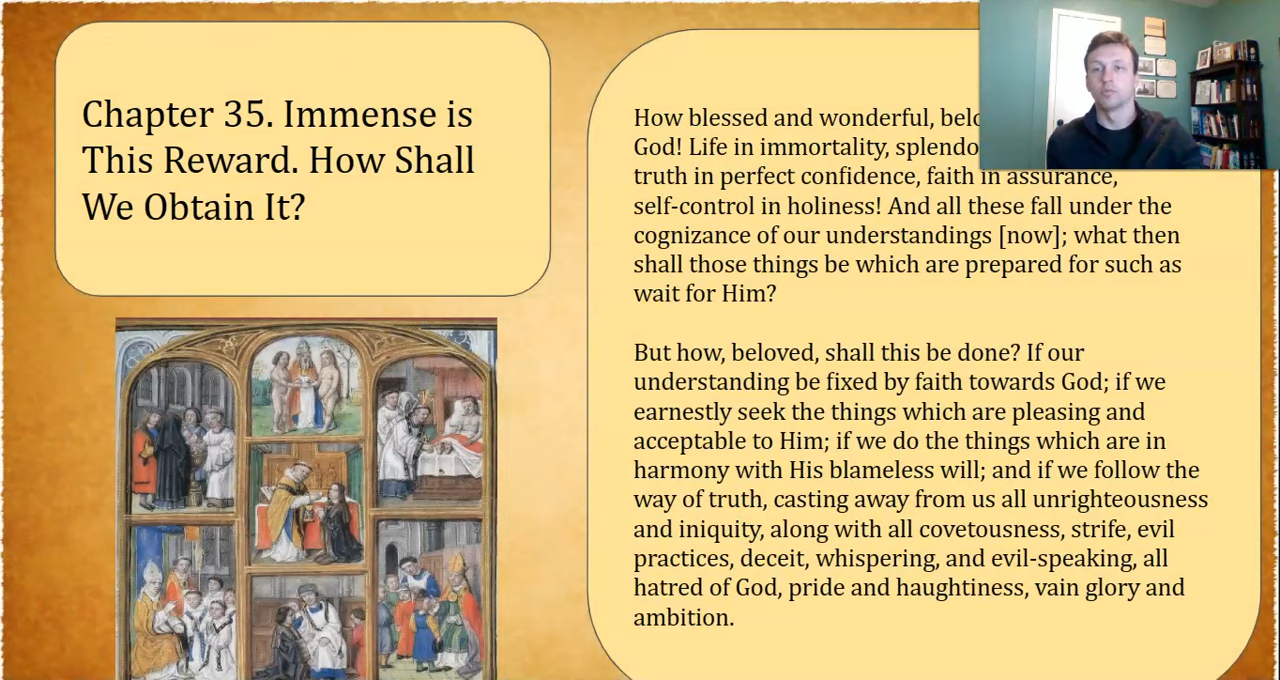 Chapter 35. Immense is
This Reward. How Shall
We Obtain It?
How blessed and wonderful,
God! Life in immortality,
truth in perfect confidence, faith in assurance,
self-control in holiness! And all these fall under the
cognizance of our understandings [now]; what then
shall those things be which are prepared for such as
wait for Him?
But how, beloved, shall this be done? If our
understanding be fixed by faith towards God; if we
earnestly seek the things which are pleasing and
acceptable to Him; if we do the things which are in
harmony with His blameless will; and if we follow the
way of truth, casting away from us all unrighteousness
and iniquity, along with all covetousness, strife, evil
practices, deceit, whispering, and evil-speaking, all
hatred of God, pride and haughtiness, vain glory and
ambition.